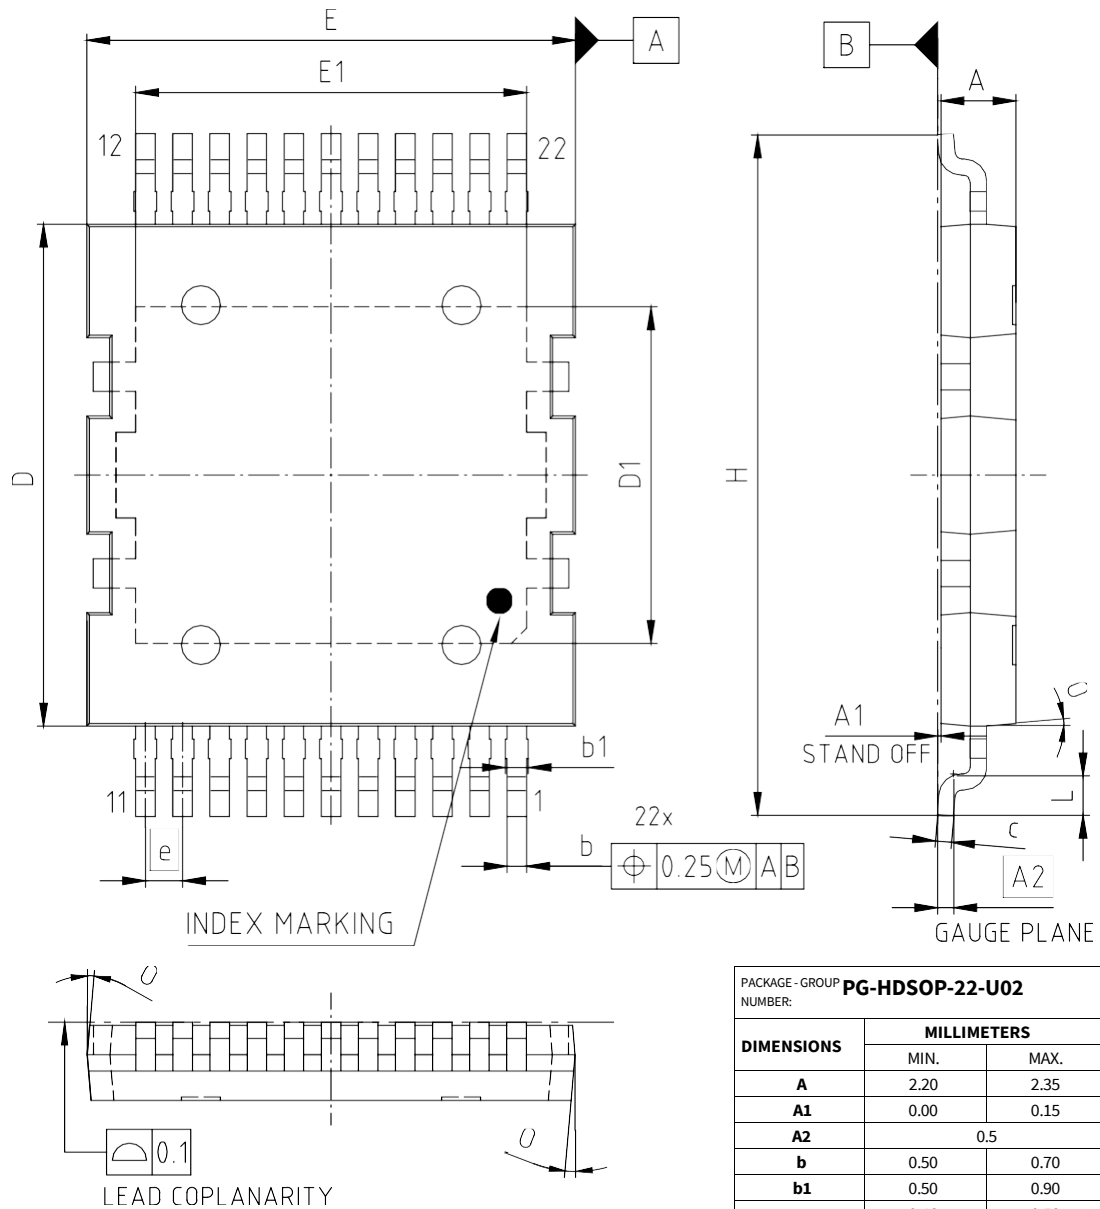 E
A
B
E1
A
12
22
D
D1
H
A1
STAND OFF
b1
11
1
22x
L
c
e
b
0.25 M A B
A2
INDEX MARKING
GAUGE PLANE
0.1
LEAD COPLANARITY
PACKAGE - GROUP NUMBER: PG-HDSOP-22-U02
DIMENSIONS MILLIMETERS
MIN. MAX.
A 2.20 2.35
A1 0.00 0.15
A2 0.5
b 0.50 0.70
b1 0.50 0.90